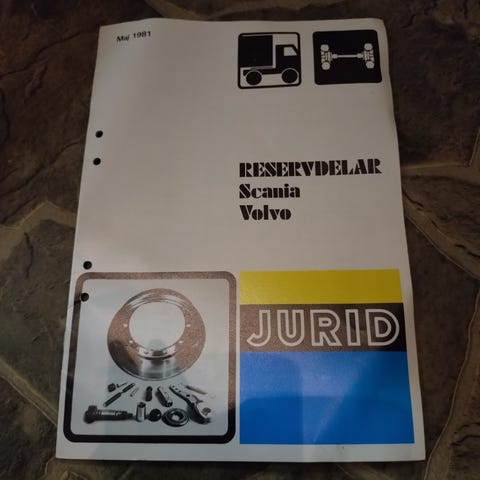 Maj 1981
RESERVDELAR
Scania
Volvo
JURID